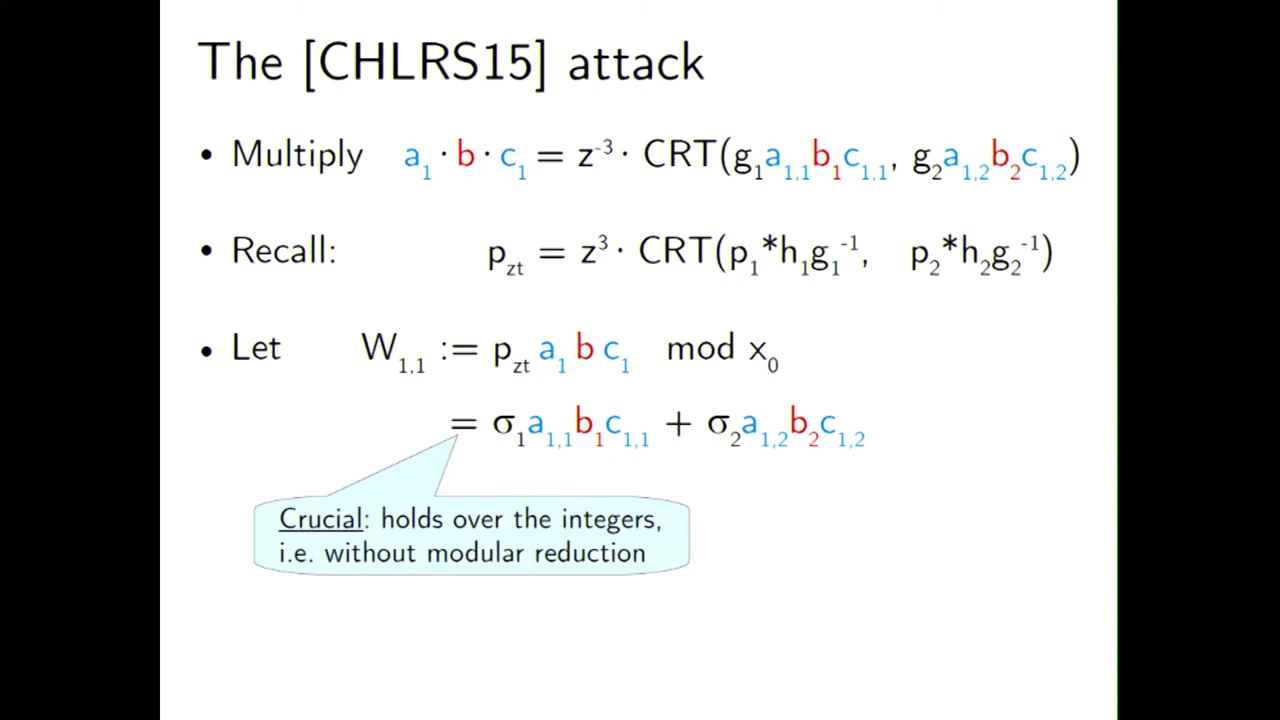 The [CHLRS15] attack
• Multiply a₁ · b · c₁ = z⁻³ · CRT(g₁a₁,₁b₁c₁,₁, g₂a₁,₂b₂c₁,₂)
• Recall: p_zt = z³ · CRT(p₁*h₁g₁⁻¹, p₂*h₂g₂⁻¹)
• Let W₁,₁ := p_zt a₁ b c₁ mod x₀
= σ₁a₁,₁b₁c₁,₁ + σ₂a₁,₂b₂c₁,₂
Crucial: holds over the integers,
i.e. without modular reduction